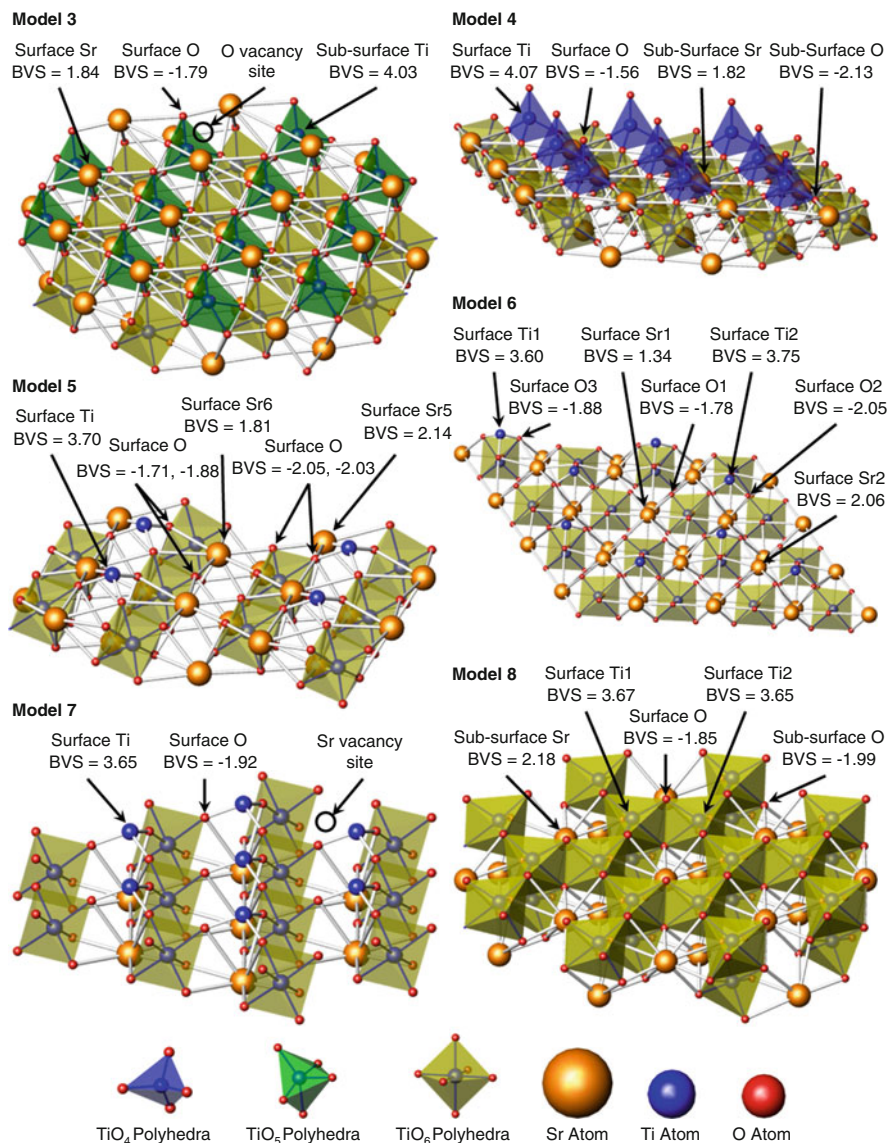 Model 3
Surface Sr
BVS = 1.84
Surface O
BVS = -1.79
O vacancy
site
Sub-surface Ti
BVS = 4.03
Model 4
Surface Ti
BVS = 4.07
Surface O
BVS = -1.56
Sub-Surface Sr
BVS = 1.82
Sub-Surface O
BVS = -2.13
Model 5
Surface Ti
BVS = 3.70
Surface O
BVS = -1.71, -1.88
Surface Sr6
BVS = 1.81
Surface O
BVS = -2.05, -2.03
Surface Sr5
BVS = 2.14
Model 6
Surface Ti1
BVS = 3.60
Surface O3
BVS = -1.88
Surface Sr1
BVS = 1.34
Surface O1
BVS = -1.78
Surface Ti2
BVS = 3.75
Surface O2
BVS = -2.05
Surface Sr2
BVS = 2.06
Model 7
Surface Ti
BVS = 3.65
Surface O
BVS = -1.92
Sr vacancy
site
Model 8
Sub-surface Sr
BVS = 2.18
Surface Ti1
BVS = 3.67
Surface O
BVS = -1.85
Surface Ti2
BVS = 3.65
Sub-surface O
BVS = -1.99
TiO₄ Polyhedra
TiO₅ Polyhedra
TiO₆ Polyhedra
Sr Atom
Ti Atom
O Atom